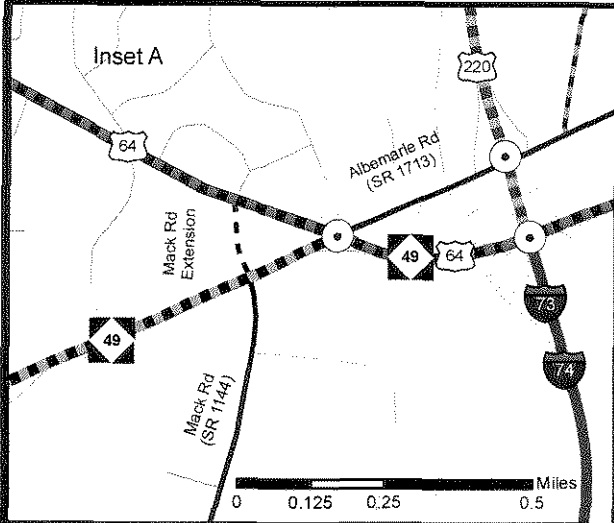 Inset A
220
64
Albemarle Rd
(SR 1713)
Mack Rd
Extension
49
64
49
73
74
Mack Rd
(SR 1144)
Miles
0
0.125
0.25
0.5